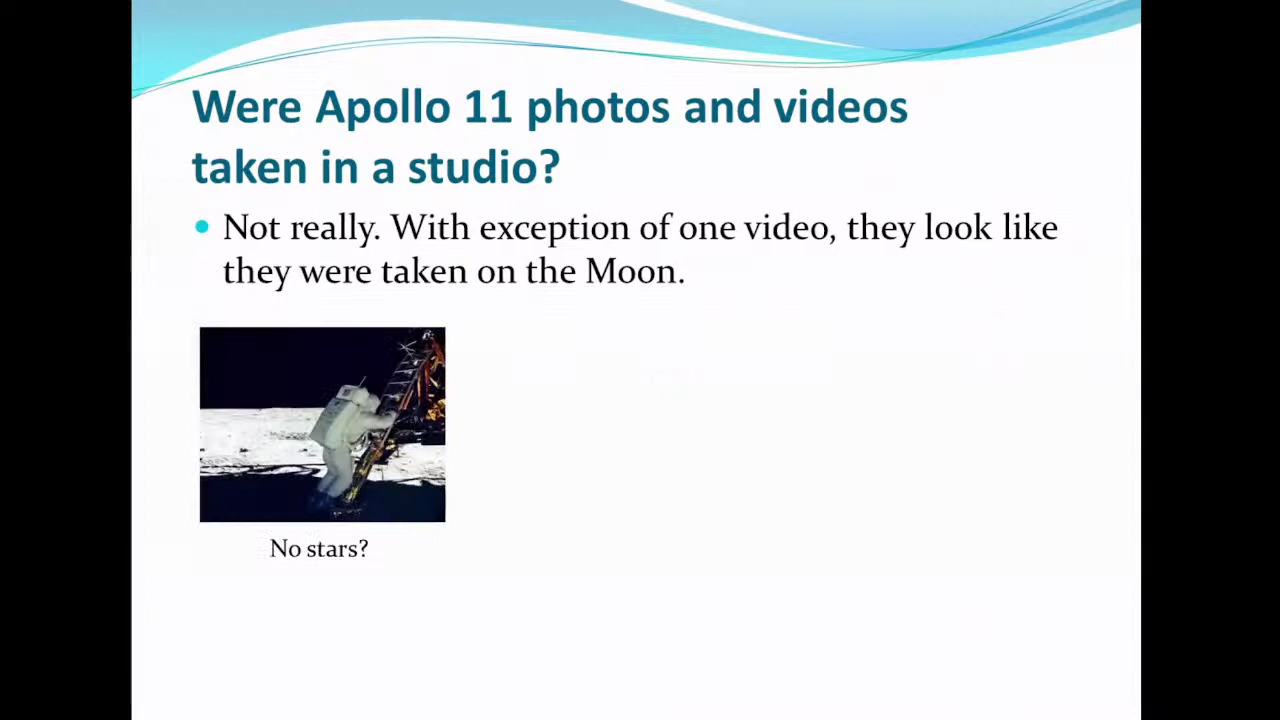 Were Apollo 11 photos and videos
taken in a studio?
Not really. With exception of one video, they look like
they were taken on the Moon.
No stars?